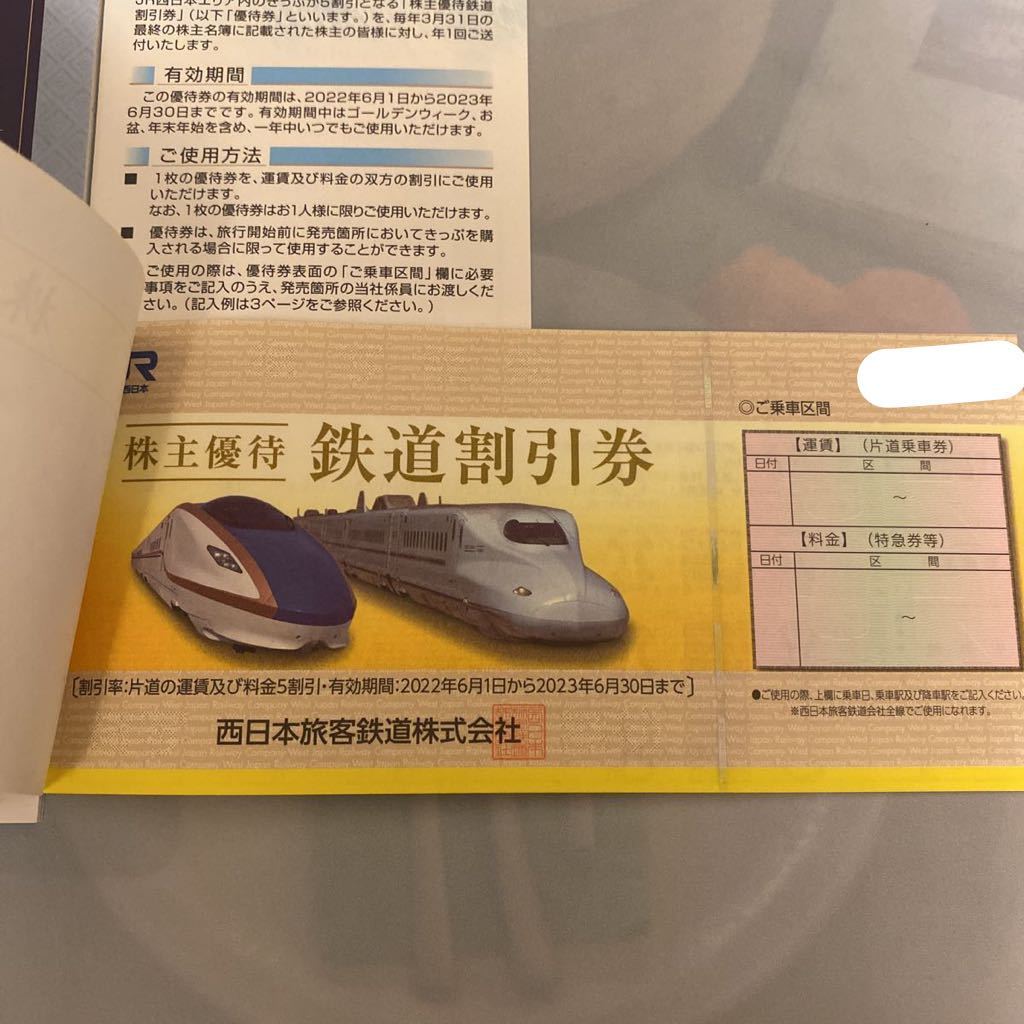 JR西日本エリア内のきっぷが5割引となる「株主優待鉄道
割引券」(以下「優待券」といいます。)を、毎年3月31日の
最終の株主名簿に記載された株主の皆様に対し、年1回ご送
付いたします。
有効期間
この優待券の有効期間は、2022年6月1日から2023年
6月30日までです。有効期間中はゴールデンウィーク、お
盆、年末年始を含め、一年中いつでもご使用いただけます。
ご使用方法
■ 1枚の優待券を、運賃及び料金の双方の割引にご使用
いただけます。
なお、1枚の優待券はお1人様に限りご使用いただけます。
■ 優待券は、旅行開始前に発売箇所においてきっぷを購
入される場合に限って使用することができます。
ご使用の際は、優待券表面の「ご乗車区間」欄に必要
事項をご記入のうえ、発売箇所の当社係員にお渡しくだ
さい。(記入例は3ページをご参照ください。)
西日本
株主優待 鉄道割引券
[割引率:片道の運賃及び料金5割引・有効期間:2022年6月1日から2023年6月30日まで]
西日本旅客鉄道株式会社
◎ご乗車区間
【運賃】(片道乗車券)
日付 区 間
~
【料金】(特急券等)
日付 区 間
~
●ご使用の際、上欄に乗車日、乗車駅及び降車駅をご記入ください。
※西日本旅客鉄道会社全線でご使用になれます。